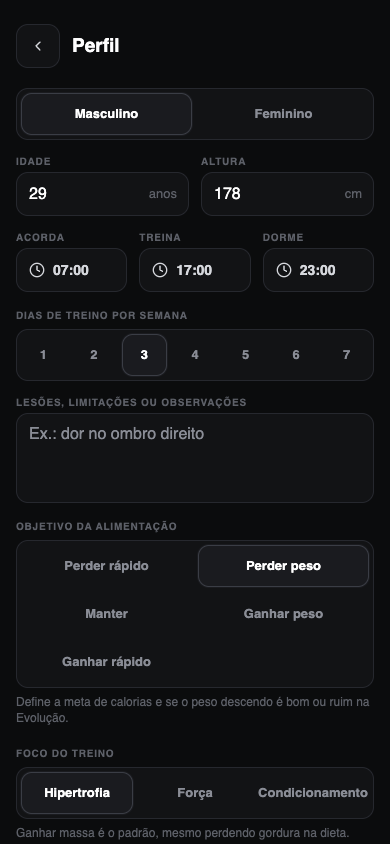 Perfil
Masculino Feminino
IDADE ALTURA
29 anos 178 cm
ACORDA TREINA DORME
07:00 17:00 23:00
DIAS DE TREINO POR SEMANA
1 2 3 4 5 6 7
LESÕES, LIMITAÇÕES OU OBSERVAÇÕES
Ex.: dor no ombro direito
OBJETIVO DA ALIMENTAÇÃO
Perder rápido Perder peso
Manter Ganhar peso
Ganhar rápido
Define a meta de calorias e se o peso descendo é bom ou ruim na
Evolução.
FOCO DO TREINO
Hipertrofia Força Condicionamento
Ganhar massa é o padrão, mesmo perdendo gordura na dieta.